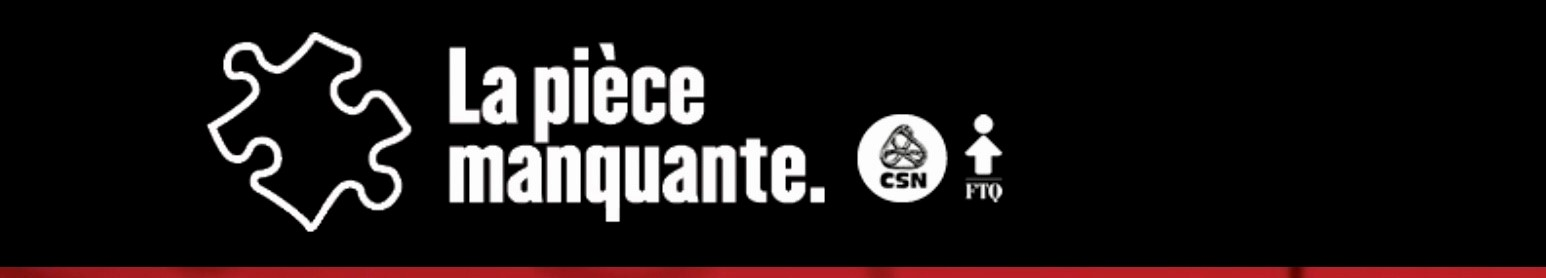 La pièce
manquante.
CSN
FTQ